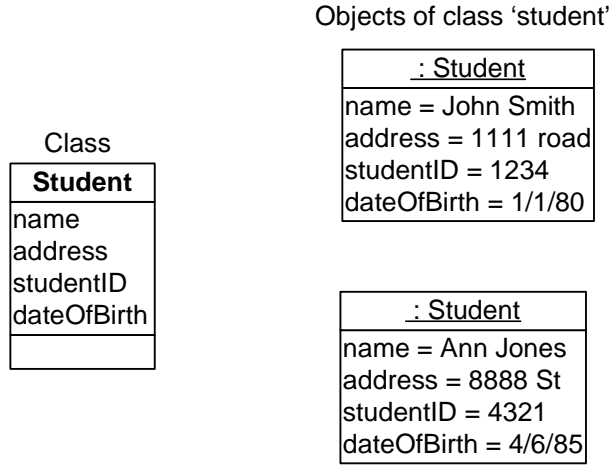 Objects of class ‘student’
: Student
name = John Smith
address = 1111 road
studentID = 1234
dateOfBirth = 1/1/80
Class
Student
name
address
studentID
dateOfBirth
: Student
name = Ann Jones
address = 8888 St
studentID = 4321
dateOfBirth = 4/6/85